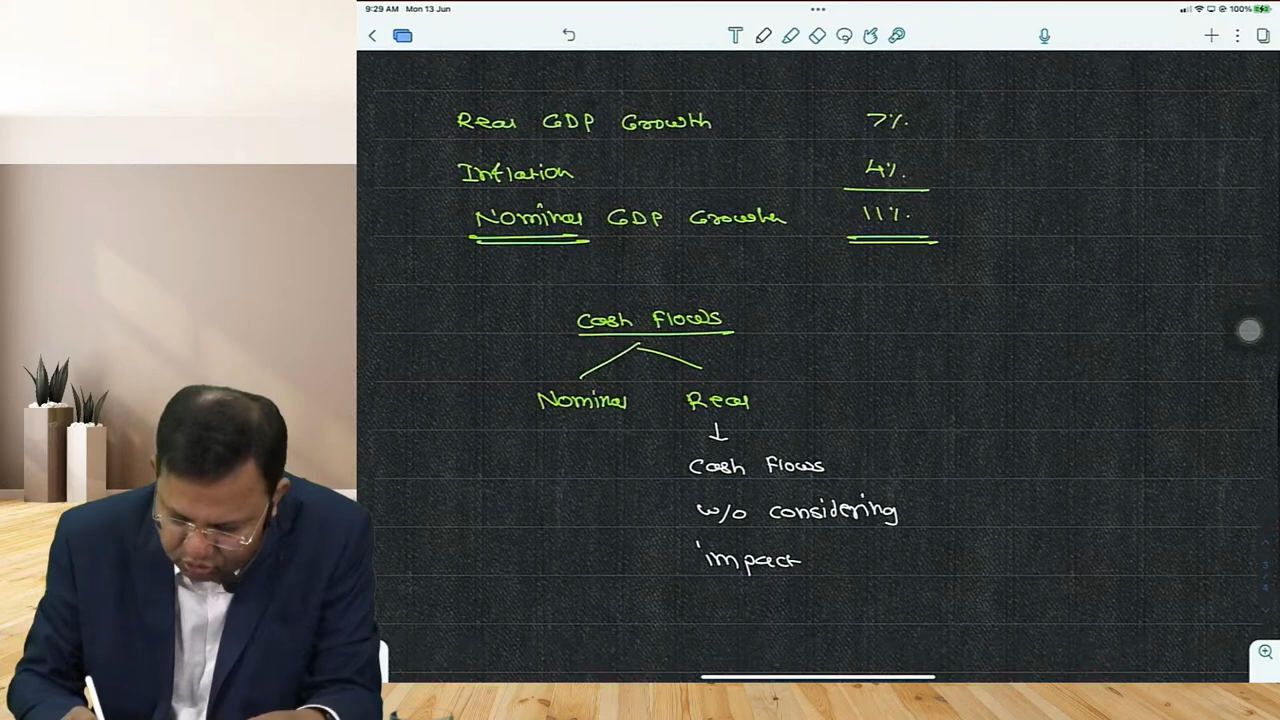 9:29 AM Mon 13 Jun
100%
Real GDP Growth 7%.
Inflation 4%.
Nominal GDP Growth 11%.
Cash Flows
Nominal Real
Cash Flows
w/o considering
impact